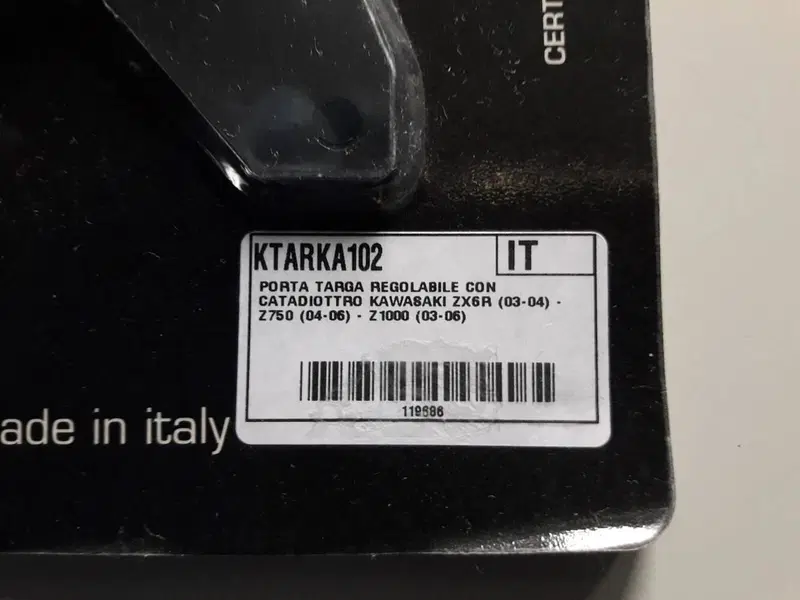 CERT
KTARKA102 IT
PORTA TARGA REGOLABILE CON
CATADIOTTRO KAWASAKI ZX6R (03-04) -
Z750 (04-06) - Z1000 (03-06)
119686
ade in italy